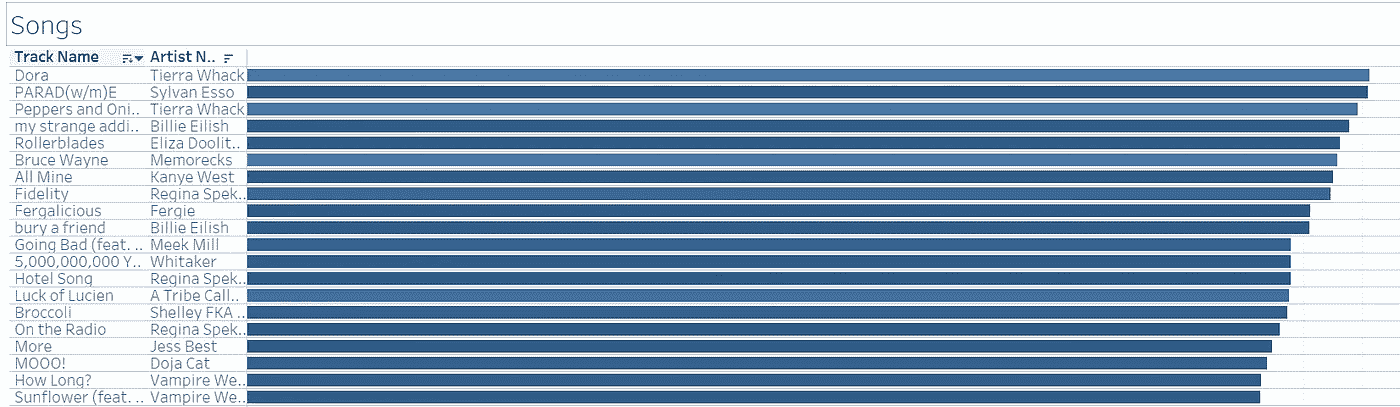 Songs
Track Name Artist N..
Dora Tierra Whack
PARAD(w/m)E Sylvan Esso
Peppers and Oni.. Tierra Whack
my strange addi.. Billie Eilish
Rollerblades Eliza Doolit..
Bruce Wayne Memorecks
All Mine Kanye West
Fidelity Regina Spek..
Fergalicious Fergie
bury a friend Billie Eilish
Going Bad (feat. .. Meek Mill
5,000,000,000 Y.. Whitaker
Hotel Song Regina Spek..
Luck of Lucien A Tribe Call..
Broccoli Shelley FKA ..
On the Radio Regina Spek..
More Jess Best
MOOO! Doja Cat
How Long? Vampire We..
Sunflower (feat. .. Vampire We..